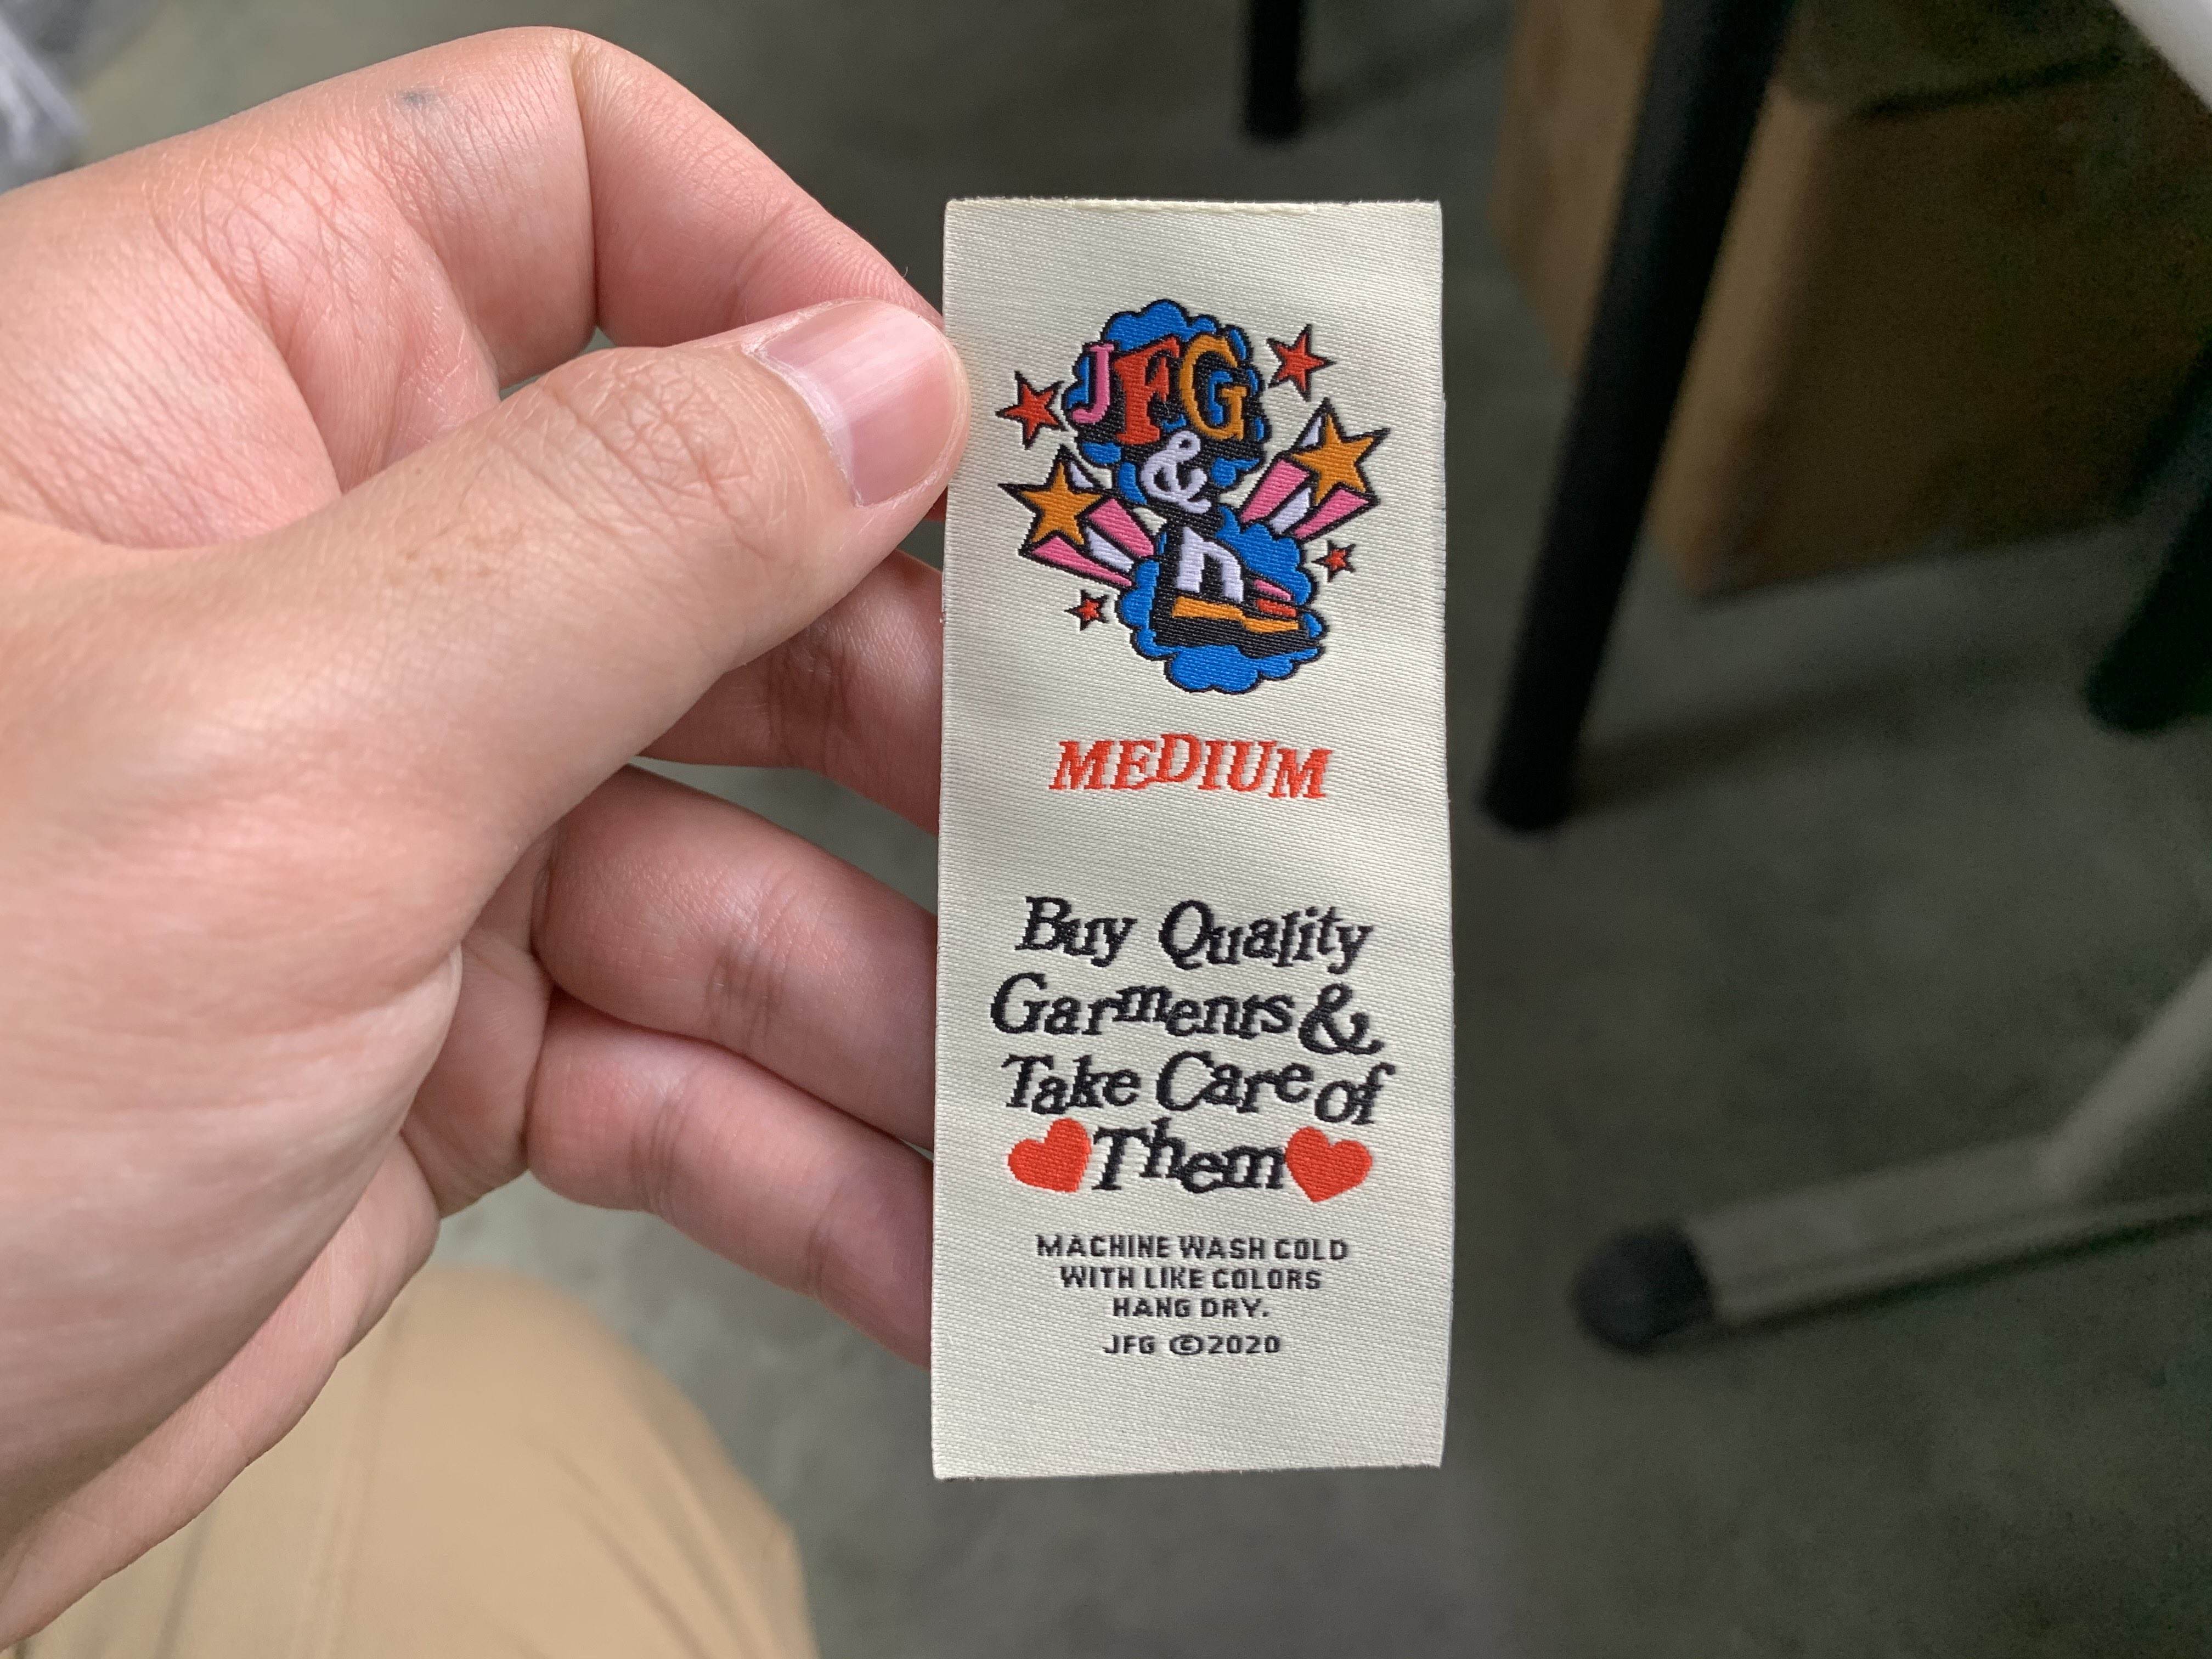 JFG
&
MEDIUM
Buy Quality
Garments &
Take Care of
Them
MACHINE WASH COLD
WITH LIKE COLORS
HANG DRY.
JFG ©2020